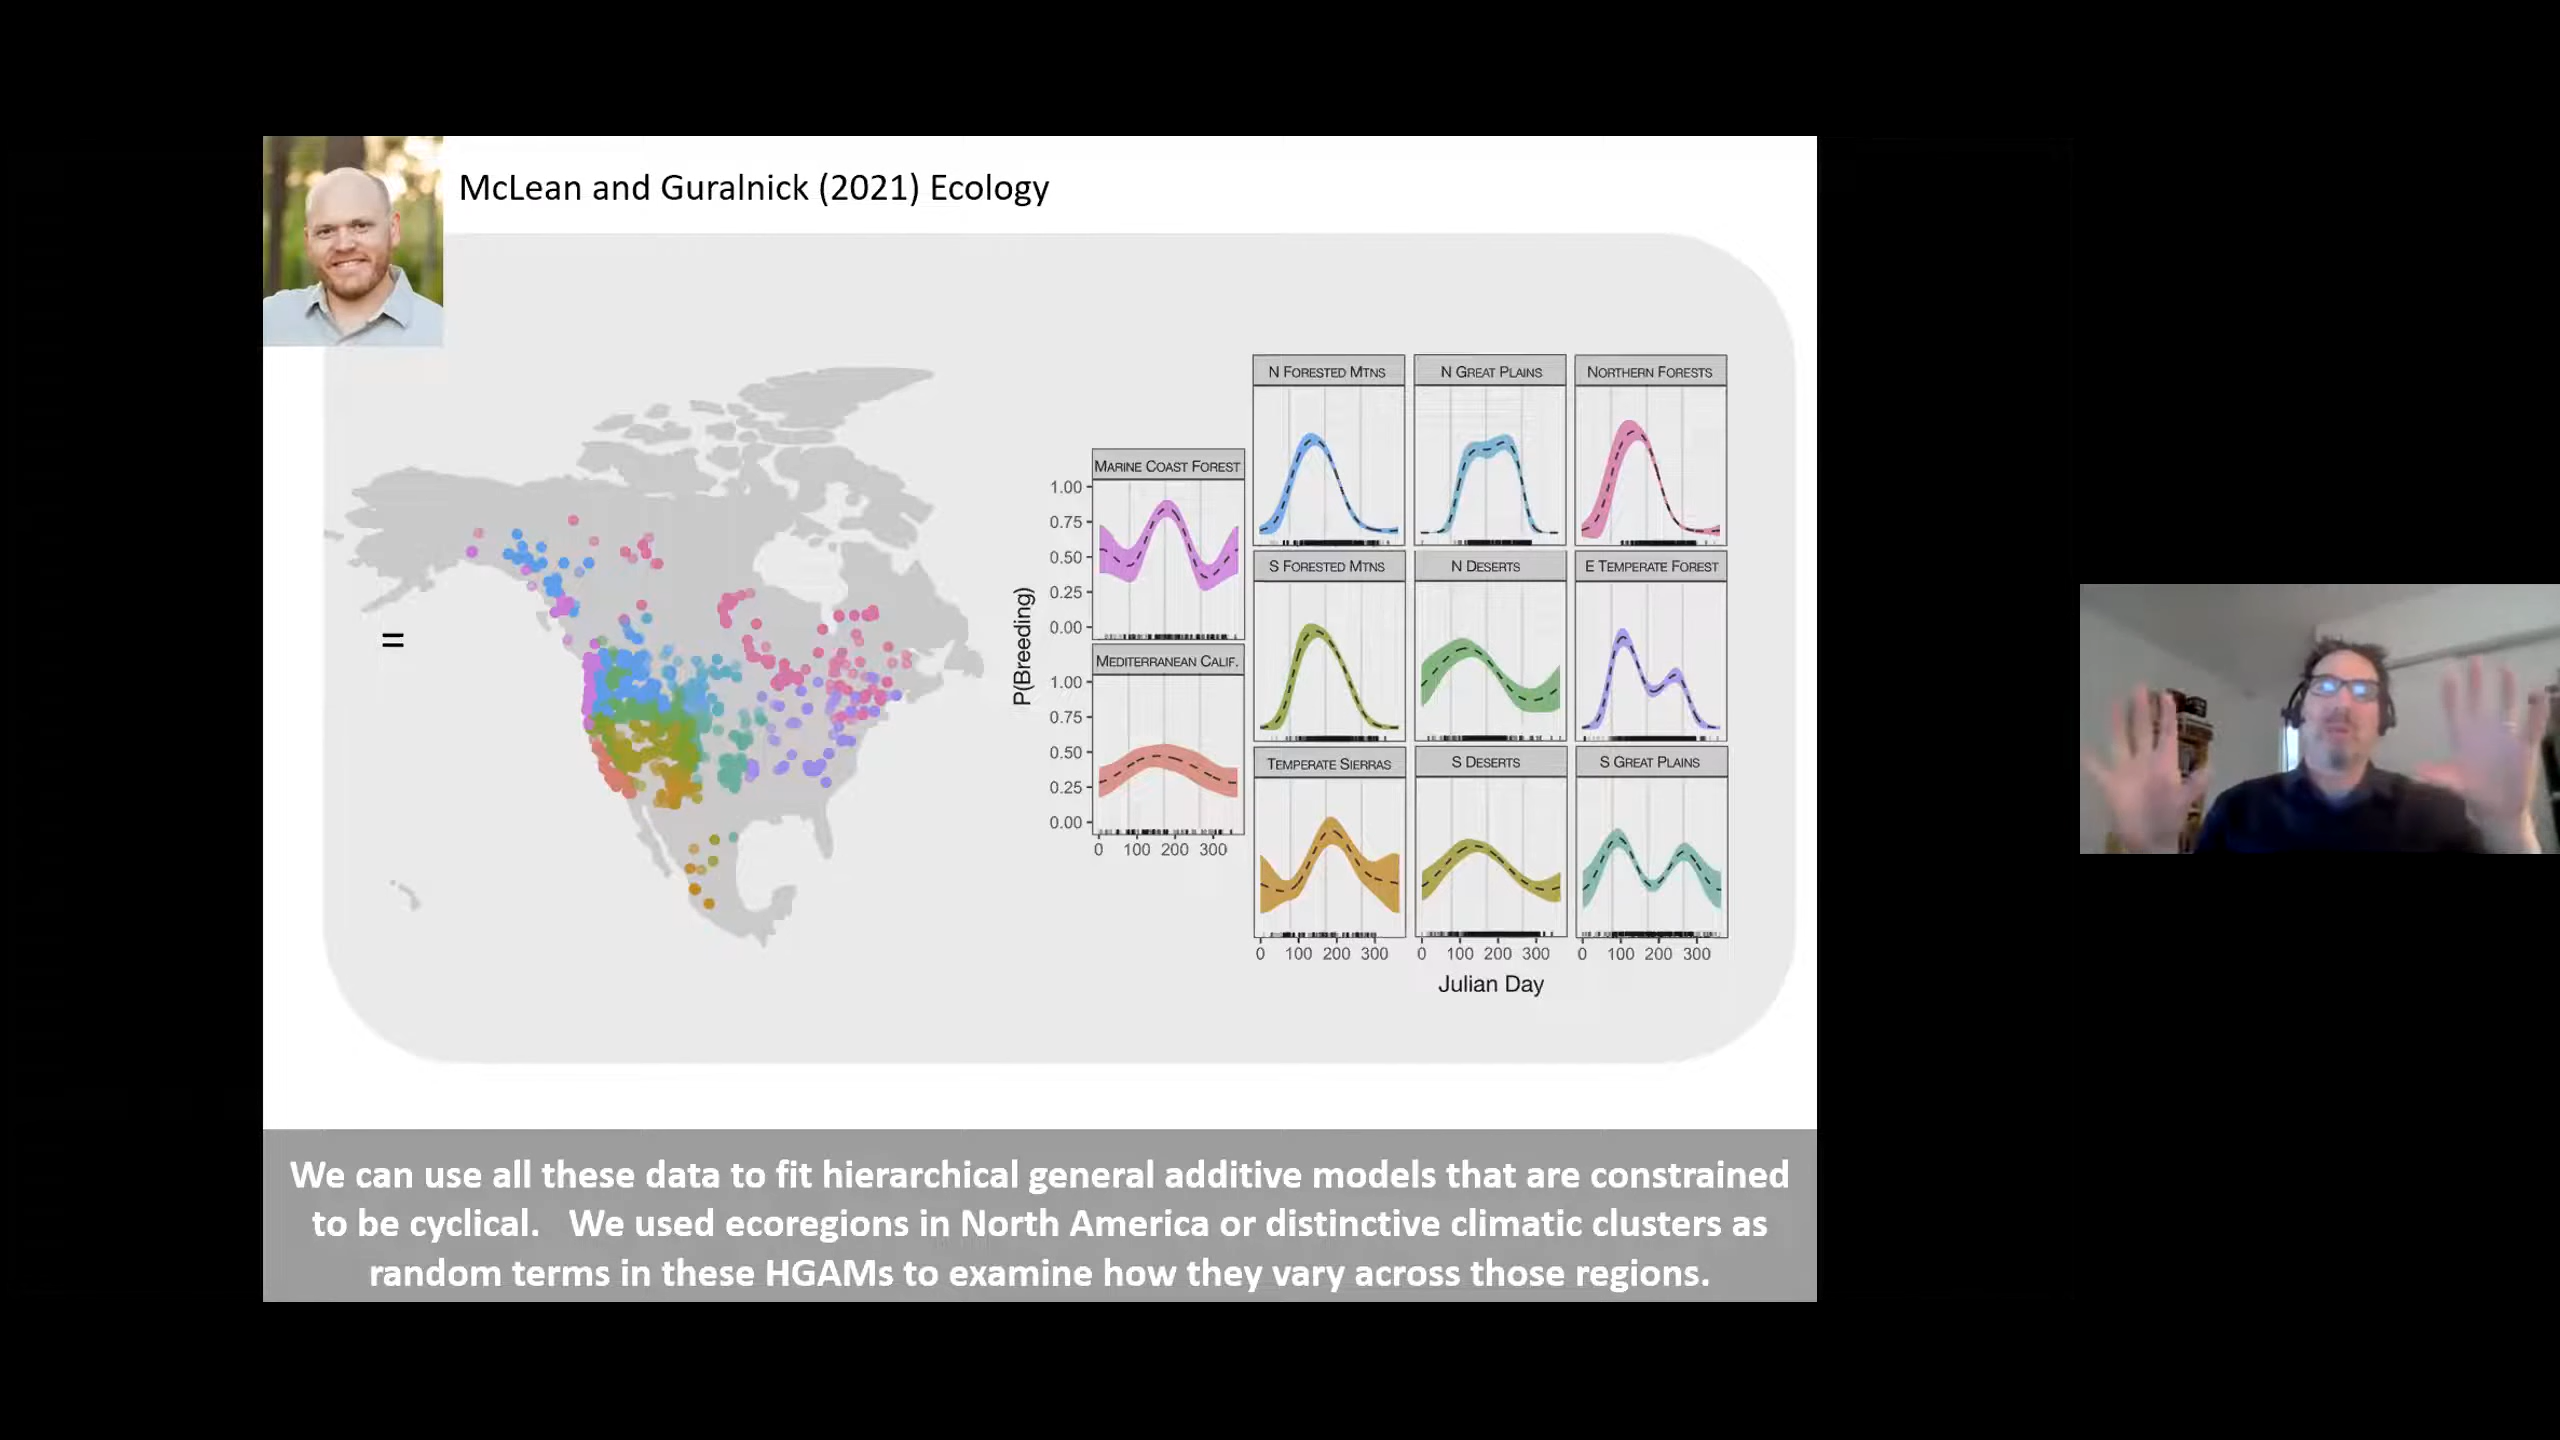 McLean and Guralnick (2021) Ecology
=
P(Breeding)
MARINE COAST FOREST
1.00
0.75
0.50
0.25
0.00
MEDITERRANEAN CALIF.
1.00
0.75
0.50
0.25
0.00
0 100 200 300
N FORESTED MTNS
N GREAT PLAINS
NORTHERN FORESTS
S FORESTED MTNS
N DESERTS
E TEMPERATE FOREST
TEMPERATE SIERRAS
S DESERTS
S GREAT PLAINS
0 100 200 300
0 100 200 300
0 100 200 300
Julian Day
We can use all these data to fit hierarchical general additive models that are constrained
to be cyclical. We used ecoregions in North America or distinctive climatic clusters as
random terms in these HGAMs to examine how they vary across those regions.